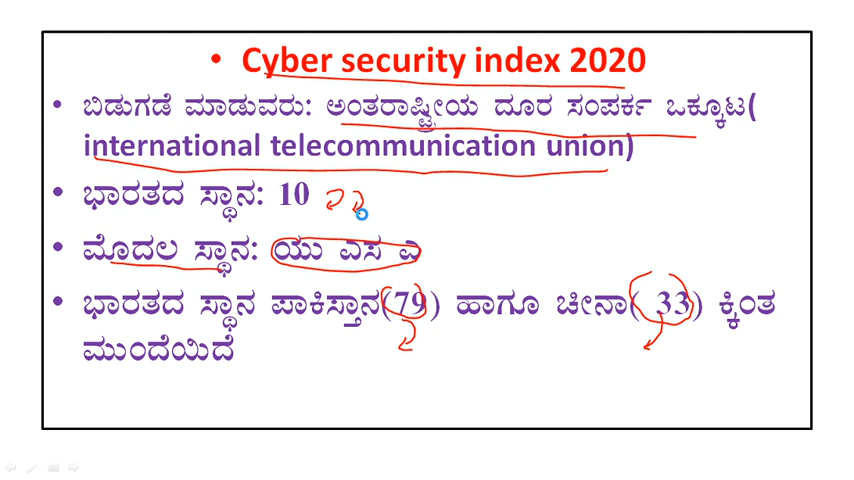 • Cyber security index 2020
• ಬಿಡುಗಡೆ ಮಾಡುವರು: ಅಂತರಾಷ್ಟ್ರೀಯ ದೂರ ಸಂಪರ್ಕ ಒಕ್ಕೂಟ(
international telecommunication union)
• ಭಾರತದ ಸ್ಥಾನ: 10
• ಮೊದಲ ಸ್ಥಾನ: ಯು ಎಸ ಎ
• ಭಾರತದ ಸ್ಥಾನ ಪಾಕಿಸ್ತಾನ(79) ಹಾಗೂ ಚೀನಾ( 33) ಕ್ಕಿಂತ
ಮುಂದೆಯಿದೆ